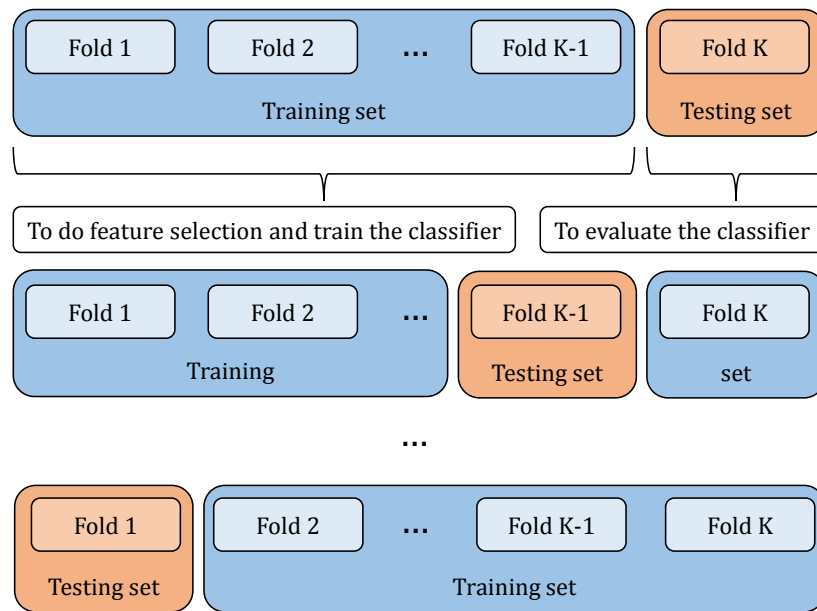 Fold 1 Fold 2 ... Fold K-1 Fold K
Training set Testing set
To do feature selection and train the classifier To evaluate the classifier
Fold 1 Fold 2 ... Fold K-1 Fold K
Training Testing set set
...
Fold 1 Fold 2 ... Fold K-1 Fold K
Testing set Training set